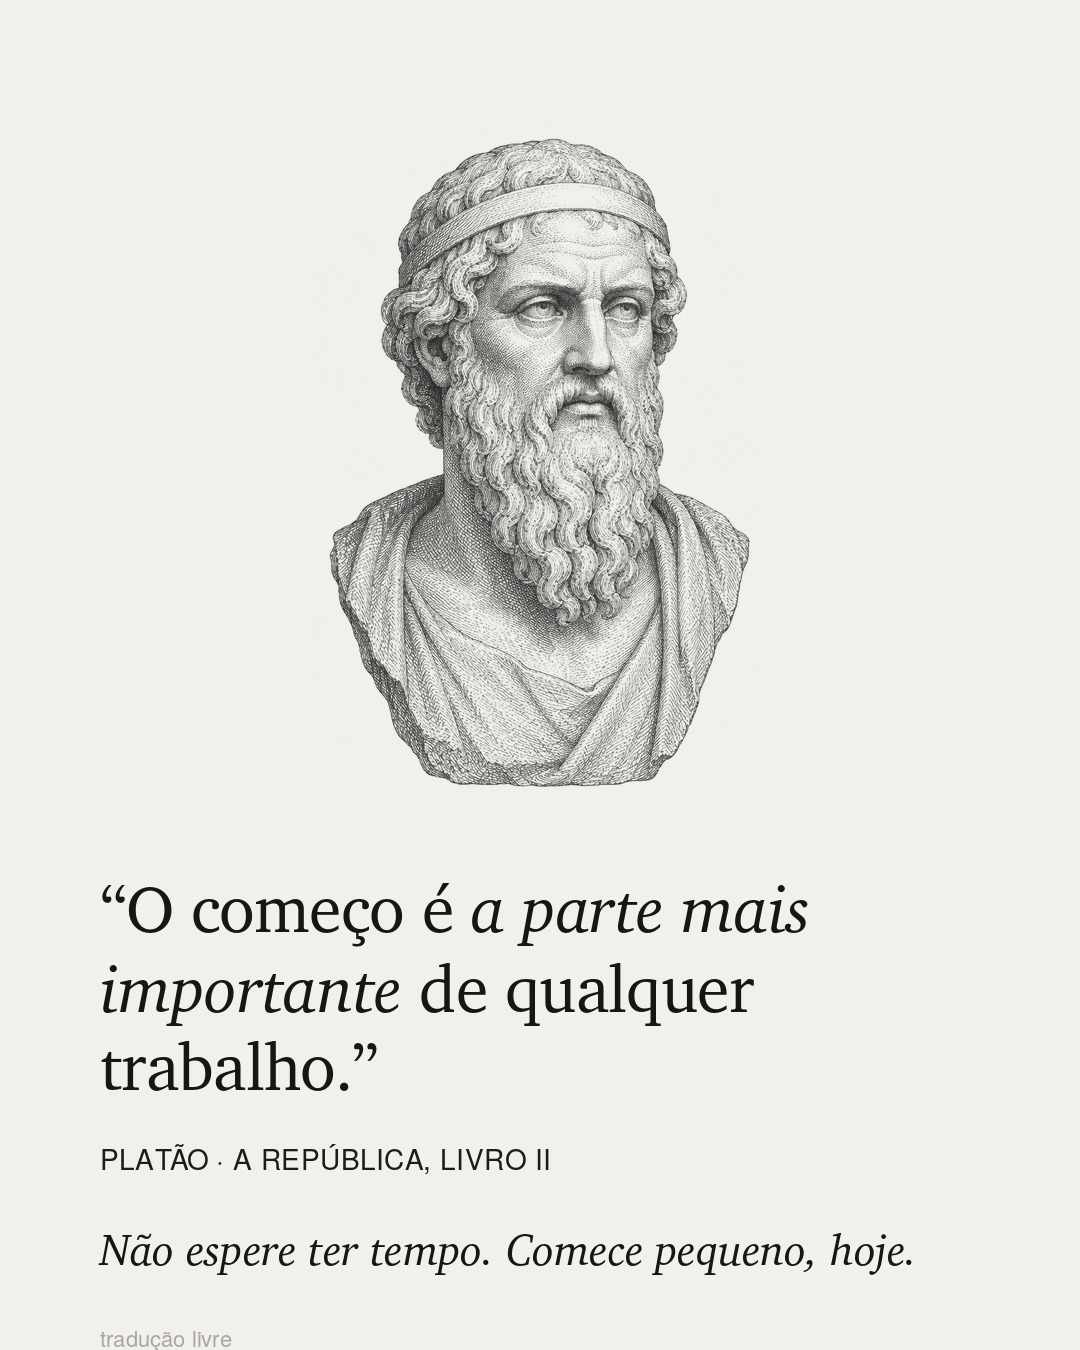 “O começo é a parte mais
importante de qualquer
trabalho.”
PLATÃO · A REPÚBLICA, LIVRO II
Não espere ter tempo. Comece pequeno, hoje.
tradução livre